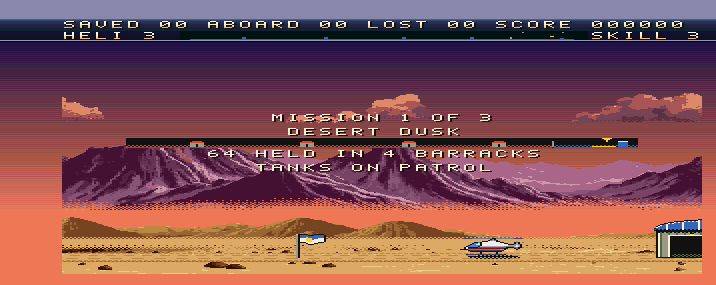 SAVED 00 ABOARD 00 LOST 00 SCORE 000000
HELI 3 SKILL 3
MISSION 1 OF 3
DESERT DUSK
64 HELD IN 4 BARRACKS
TANKS ON PATROL